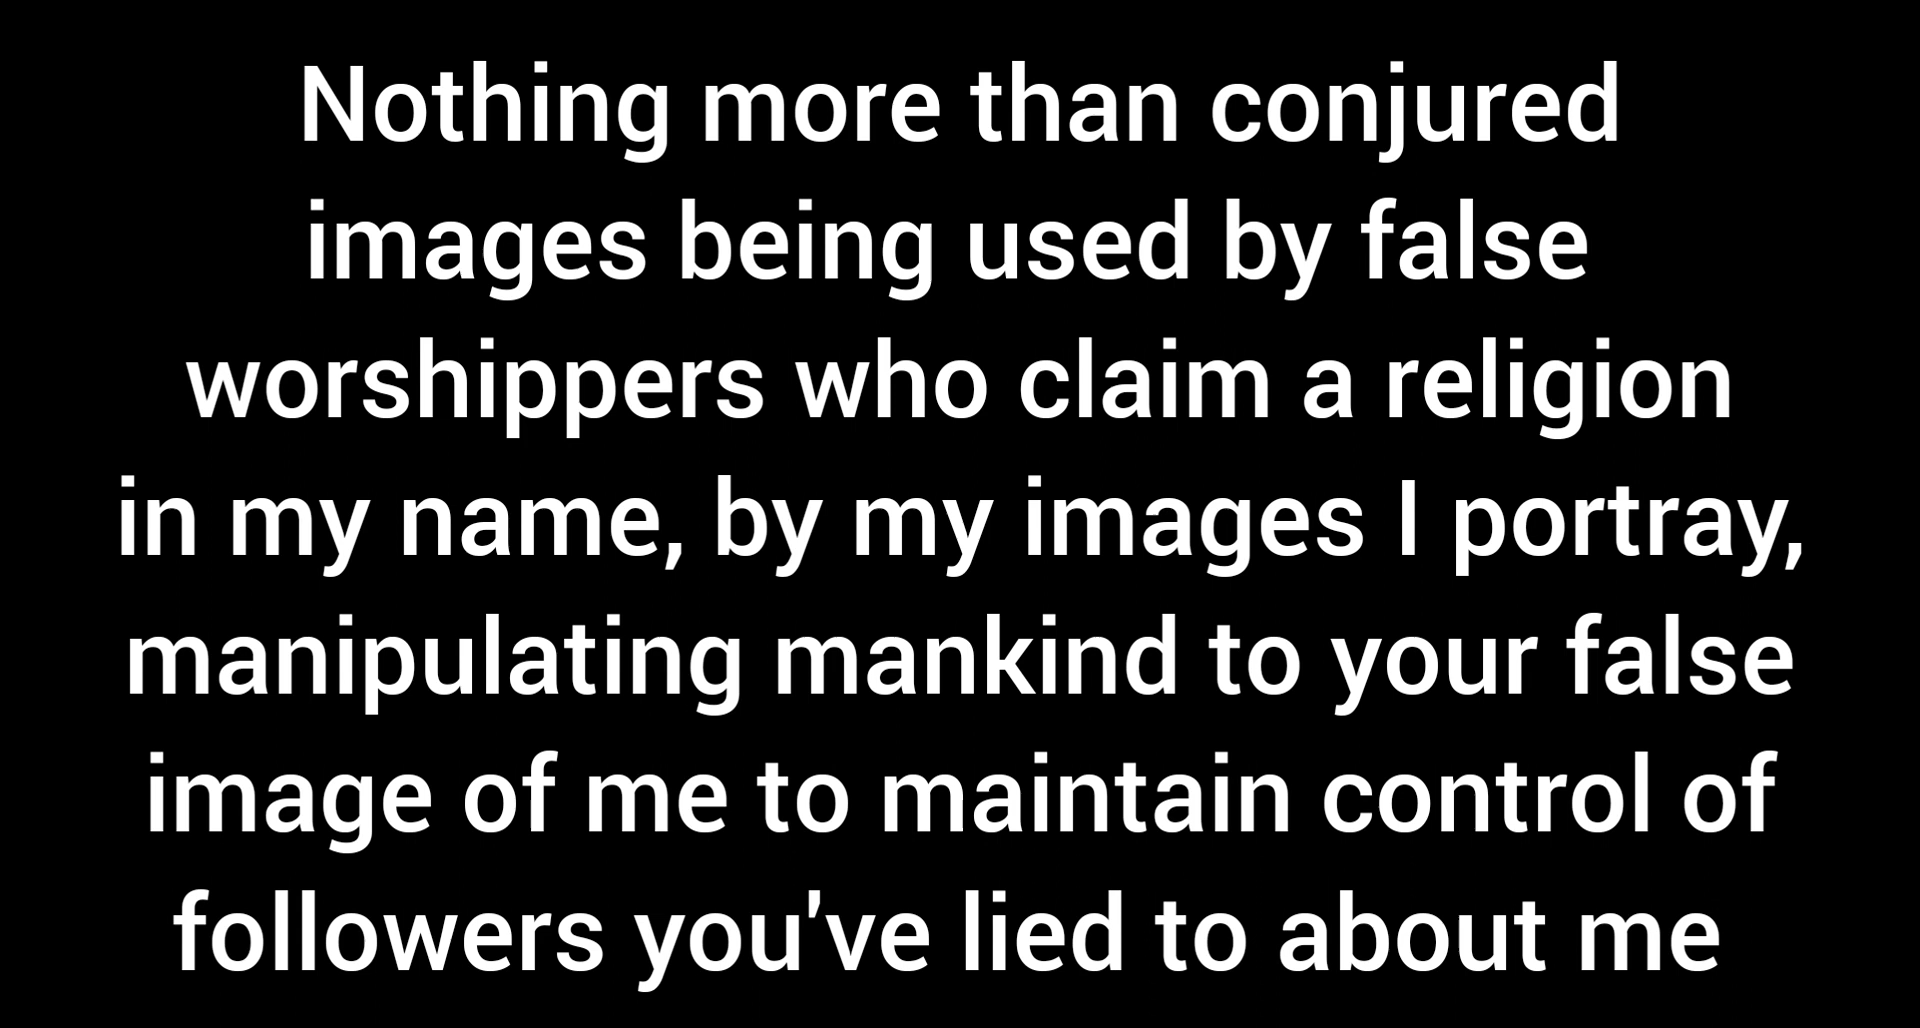 Nothing more than conjured
images being used by false
worshippers who claim a religion
in my name, by my images I portray,
manipulating mankind to your false
image of me to maintain control of
followers you've lied to about me